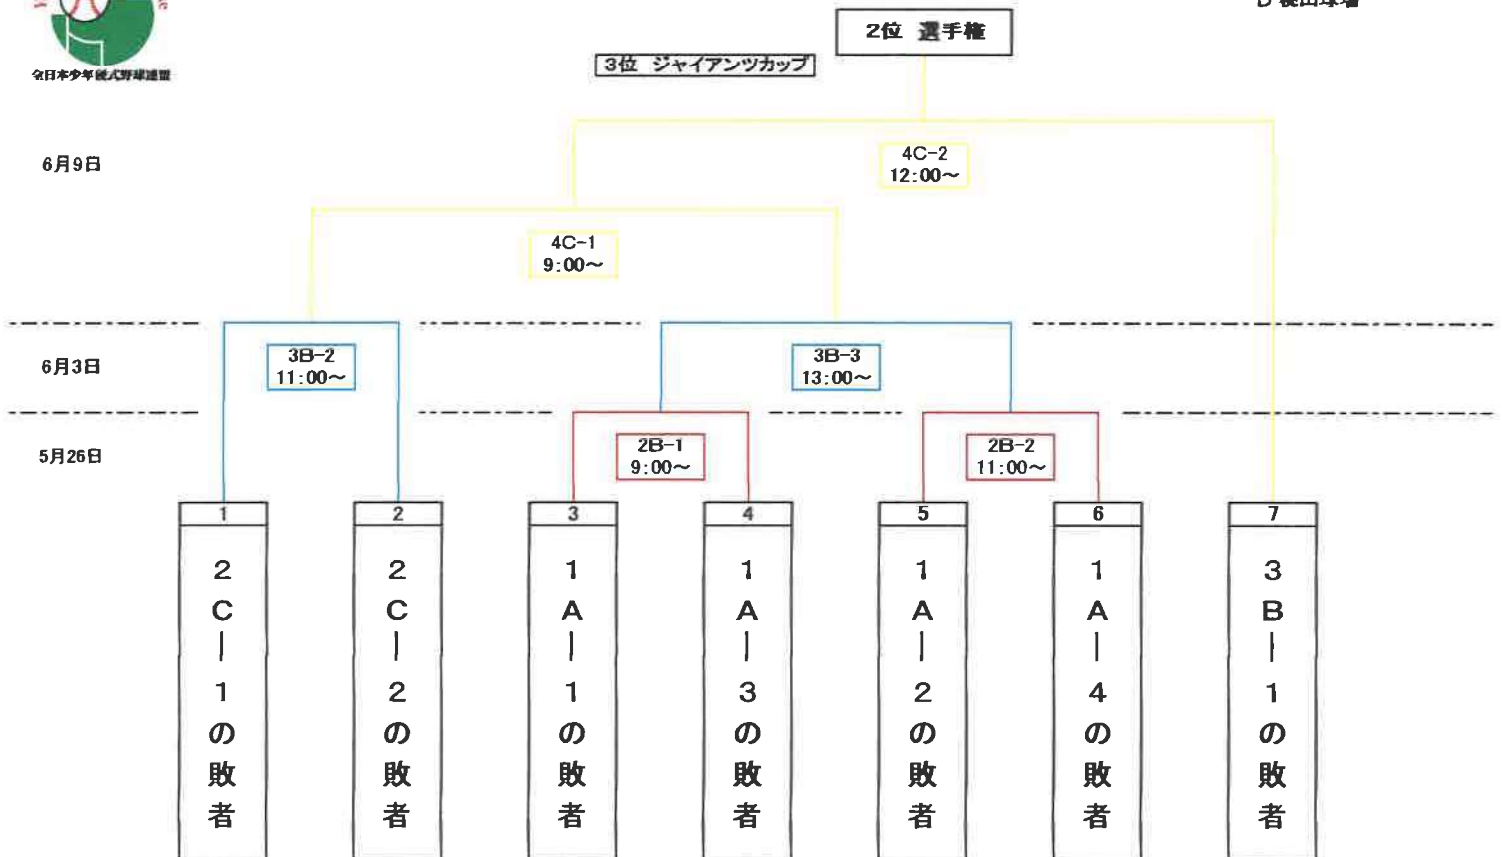 全日本少年硬式野球連盟
2位 選手権
3位 ジャイアンツカップ
6月9日
4C-2
12:00～
4C-1
9:00～
6月3日
3B-2
11:00～
3B-3
13:00～
5月26日
2B-1
9:00～
2B-2
11:00～
1
2
3
4
5
6
7
2C－1の敗者
2C－2の敗者
1A－1の敗者
1A－3の敗者
1A－2の敗者
1A－4の敗者
3B－1の敗者